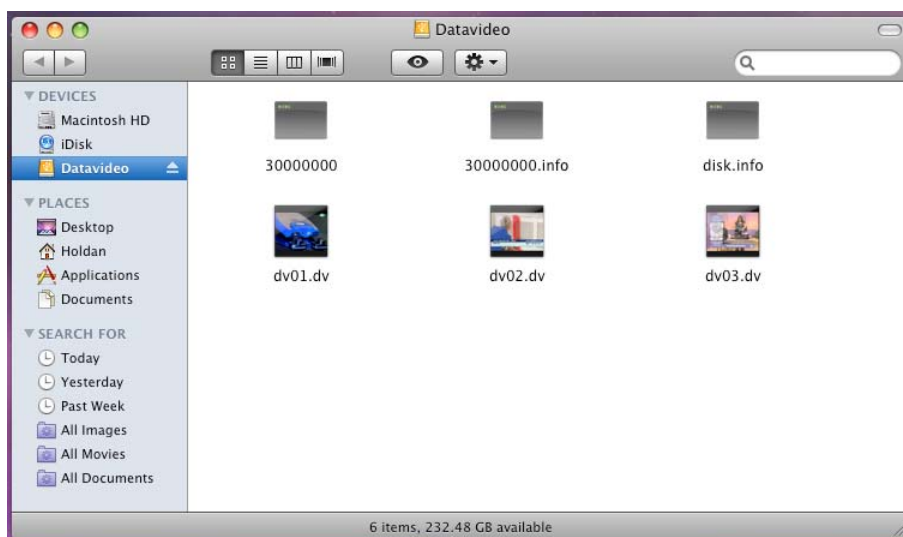 Datavideo
DEVICES
Macintosh HD
iDisk
Datavideo
PLACES
Desktop
Holdan
Applications
Documents
SEARCH FOR
Today
Yesterday
Past Week
All Images
All Movies
All Documents
30000000 30000000.info disk.info
dv01.dv dv02.dv dv03.dv
6 items, 232.48 GB available